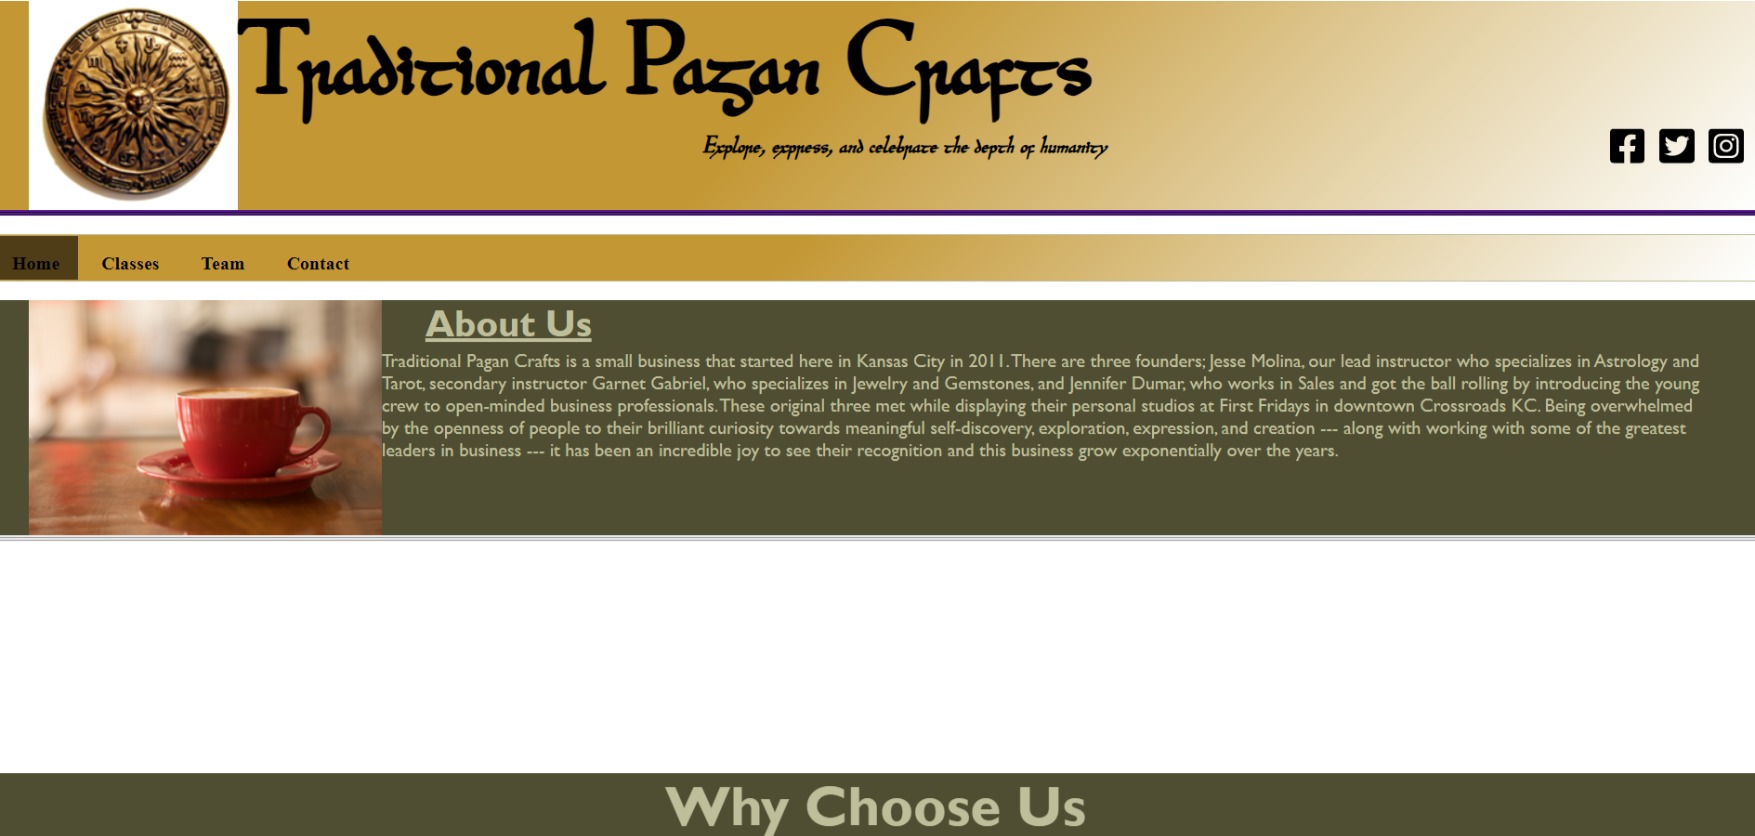 Traditional Pagan Crafts
Explore, express, and celebrate the depth of humanity
Home Classes Team Contact
About Us
Traditional Pagan Crafts is a small business that started here in Kansas City in 2011. There are three founders; Jesse Molina, our lead instructor who specializes in Astrology and
Tarot, secondary instructor Garnet Gabriel, who specializes in Jewelry and Gemstones, and Jennifer Dumar, who works in Sales and got the ball rolling by introducing the young
crew to open-minded business professionals. These original three met while displaying their personal studios at First Fridays in downtown Crossroads KC. Being overwhelmed
by the openness of people to their brilliant curiosity towards meaningful self-discovery, exploration, expression, and creation --- along with working with some of the greatest
leaders in business --- it has been an incredible joy to see their recognition and this business grow exponentially over the years.
Why Choose Us